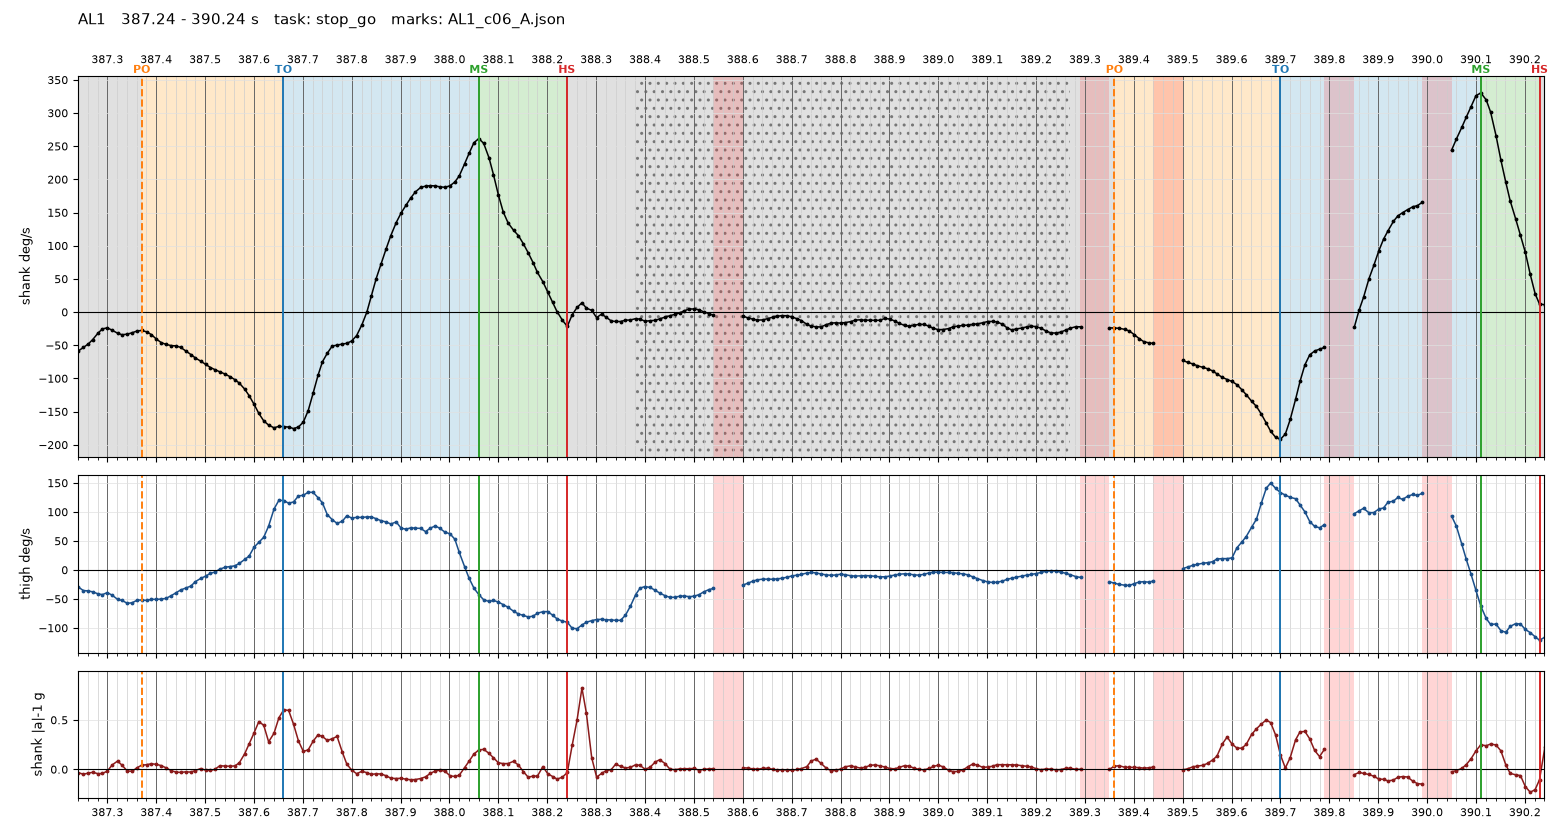 AL1 387.24 - 390.24 s task: stop_go marks: AL1_c06_A.json
387.3 387.4 387.5 387.6 387.7 387.8 387.9 388.0 388.1 388.2 388.3 388.4 388.5 388.6 388.7 388.8 388.9 389.0 389.1 389.2 389.3 389.4 389.5 389.6 389.7 389.8 389.9 390.0 390.1 390.2
PO TO MS HS PO TO MS HS
350
300
250
200
150
100
50
0
−50
−100
−150
−200
shank deg/s
150
100
50
0
−50
−100
thigh deg/s
0.5
0.0
shank |a|-1 g
387.3 387.4 387.5 387.6 387.7 387.8 387.9 388.0 388.1 388.2 388.3 388.4 388.5 388.6 388.7 388.8 388.9 389.0 389.1 389.2 389.3 389.4 389.5 389.6 389.7 389.8 389.9 390.0 390.1 390.2